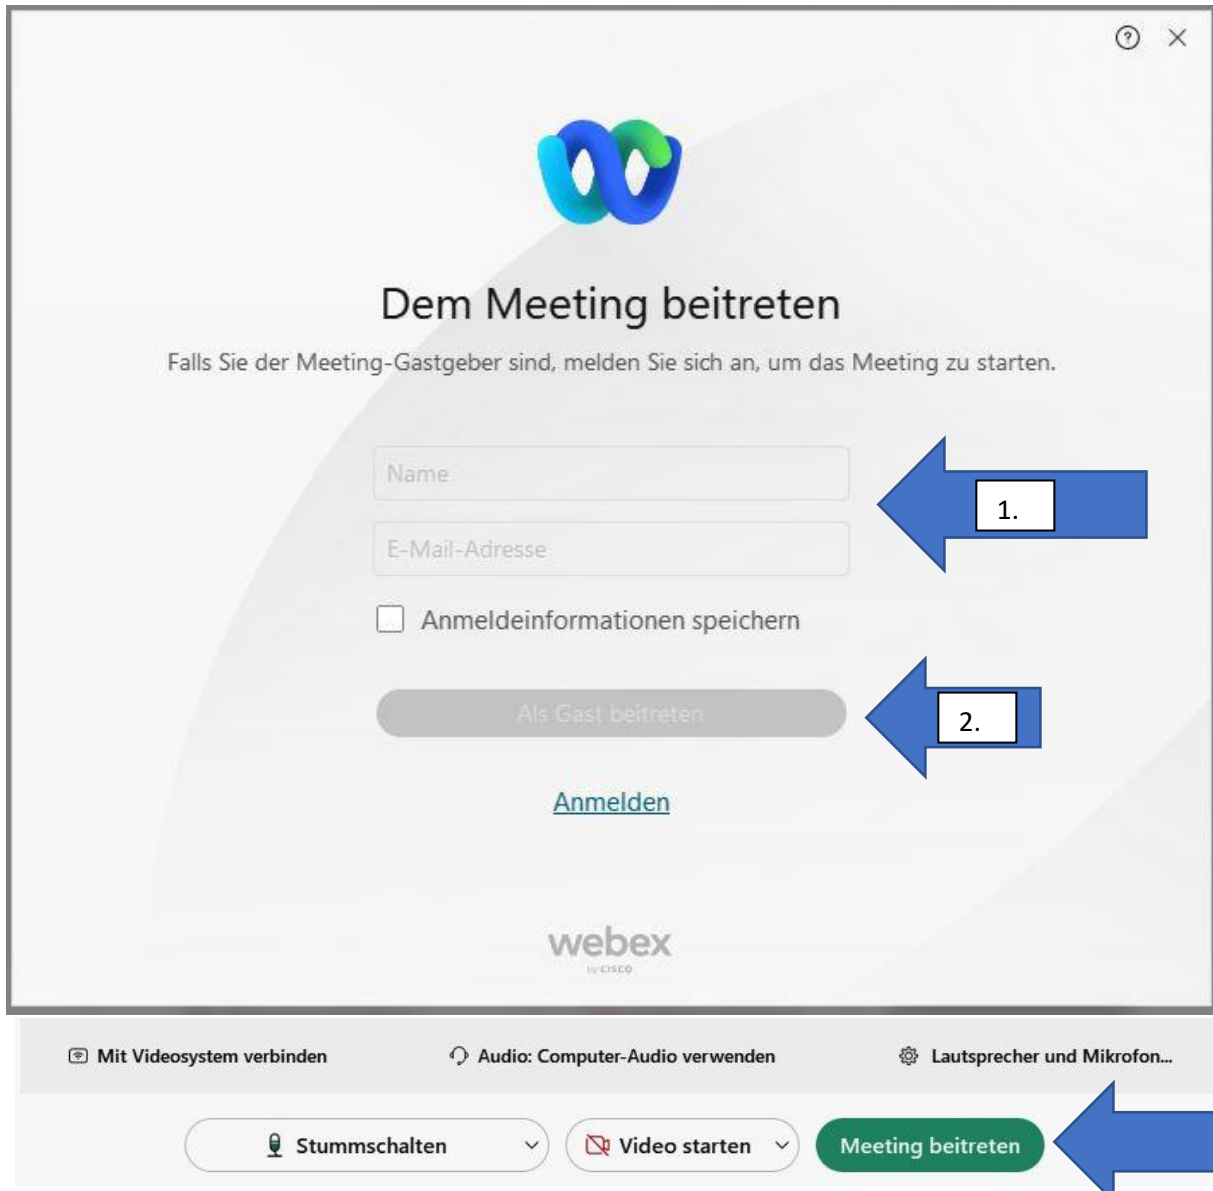 Dem Meeting beitreten
Falls Sie der Meeting-Gastgeber sind, melden Sie sich an, um das Meeting zu starten.
Name
1.
E-Mail-Adresse
Anmeldeinformationen speichern
Als Gast beitreten
2.
Anmelden
webex
by CISCO
Mit Videosystem verbinden
Audio: Computer-Audio verwenden
Lautsprecher und Mikrofon...
Stummschalten
Video starten
Meeting beitreten